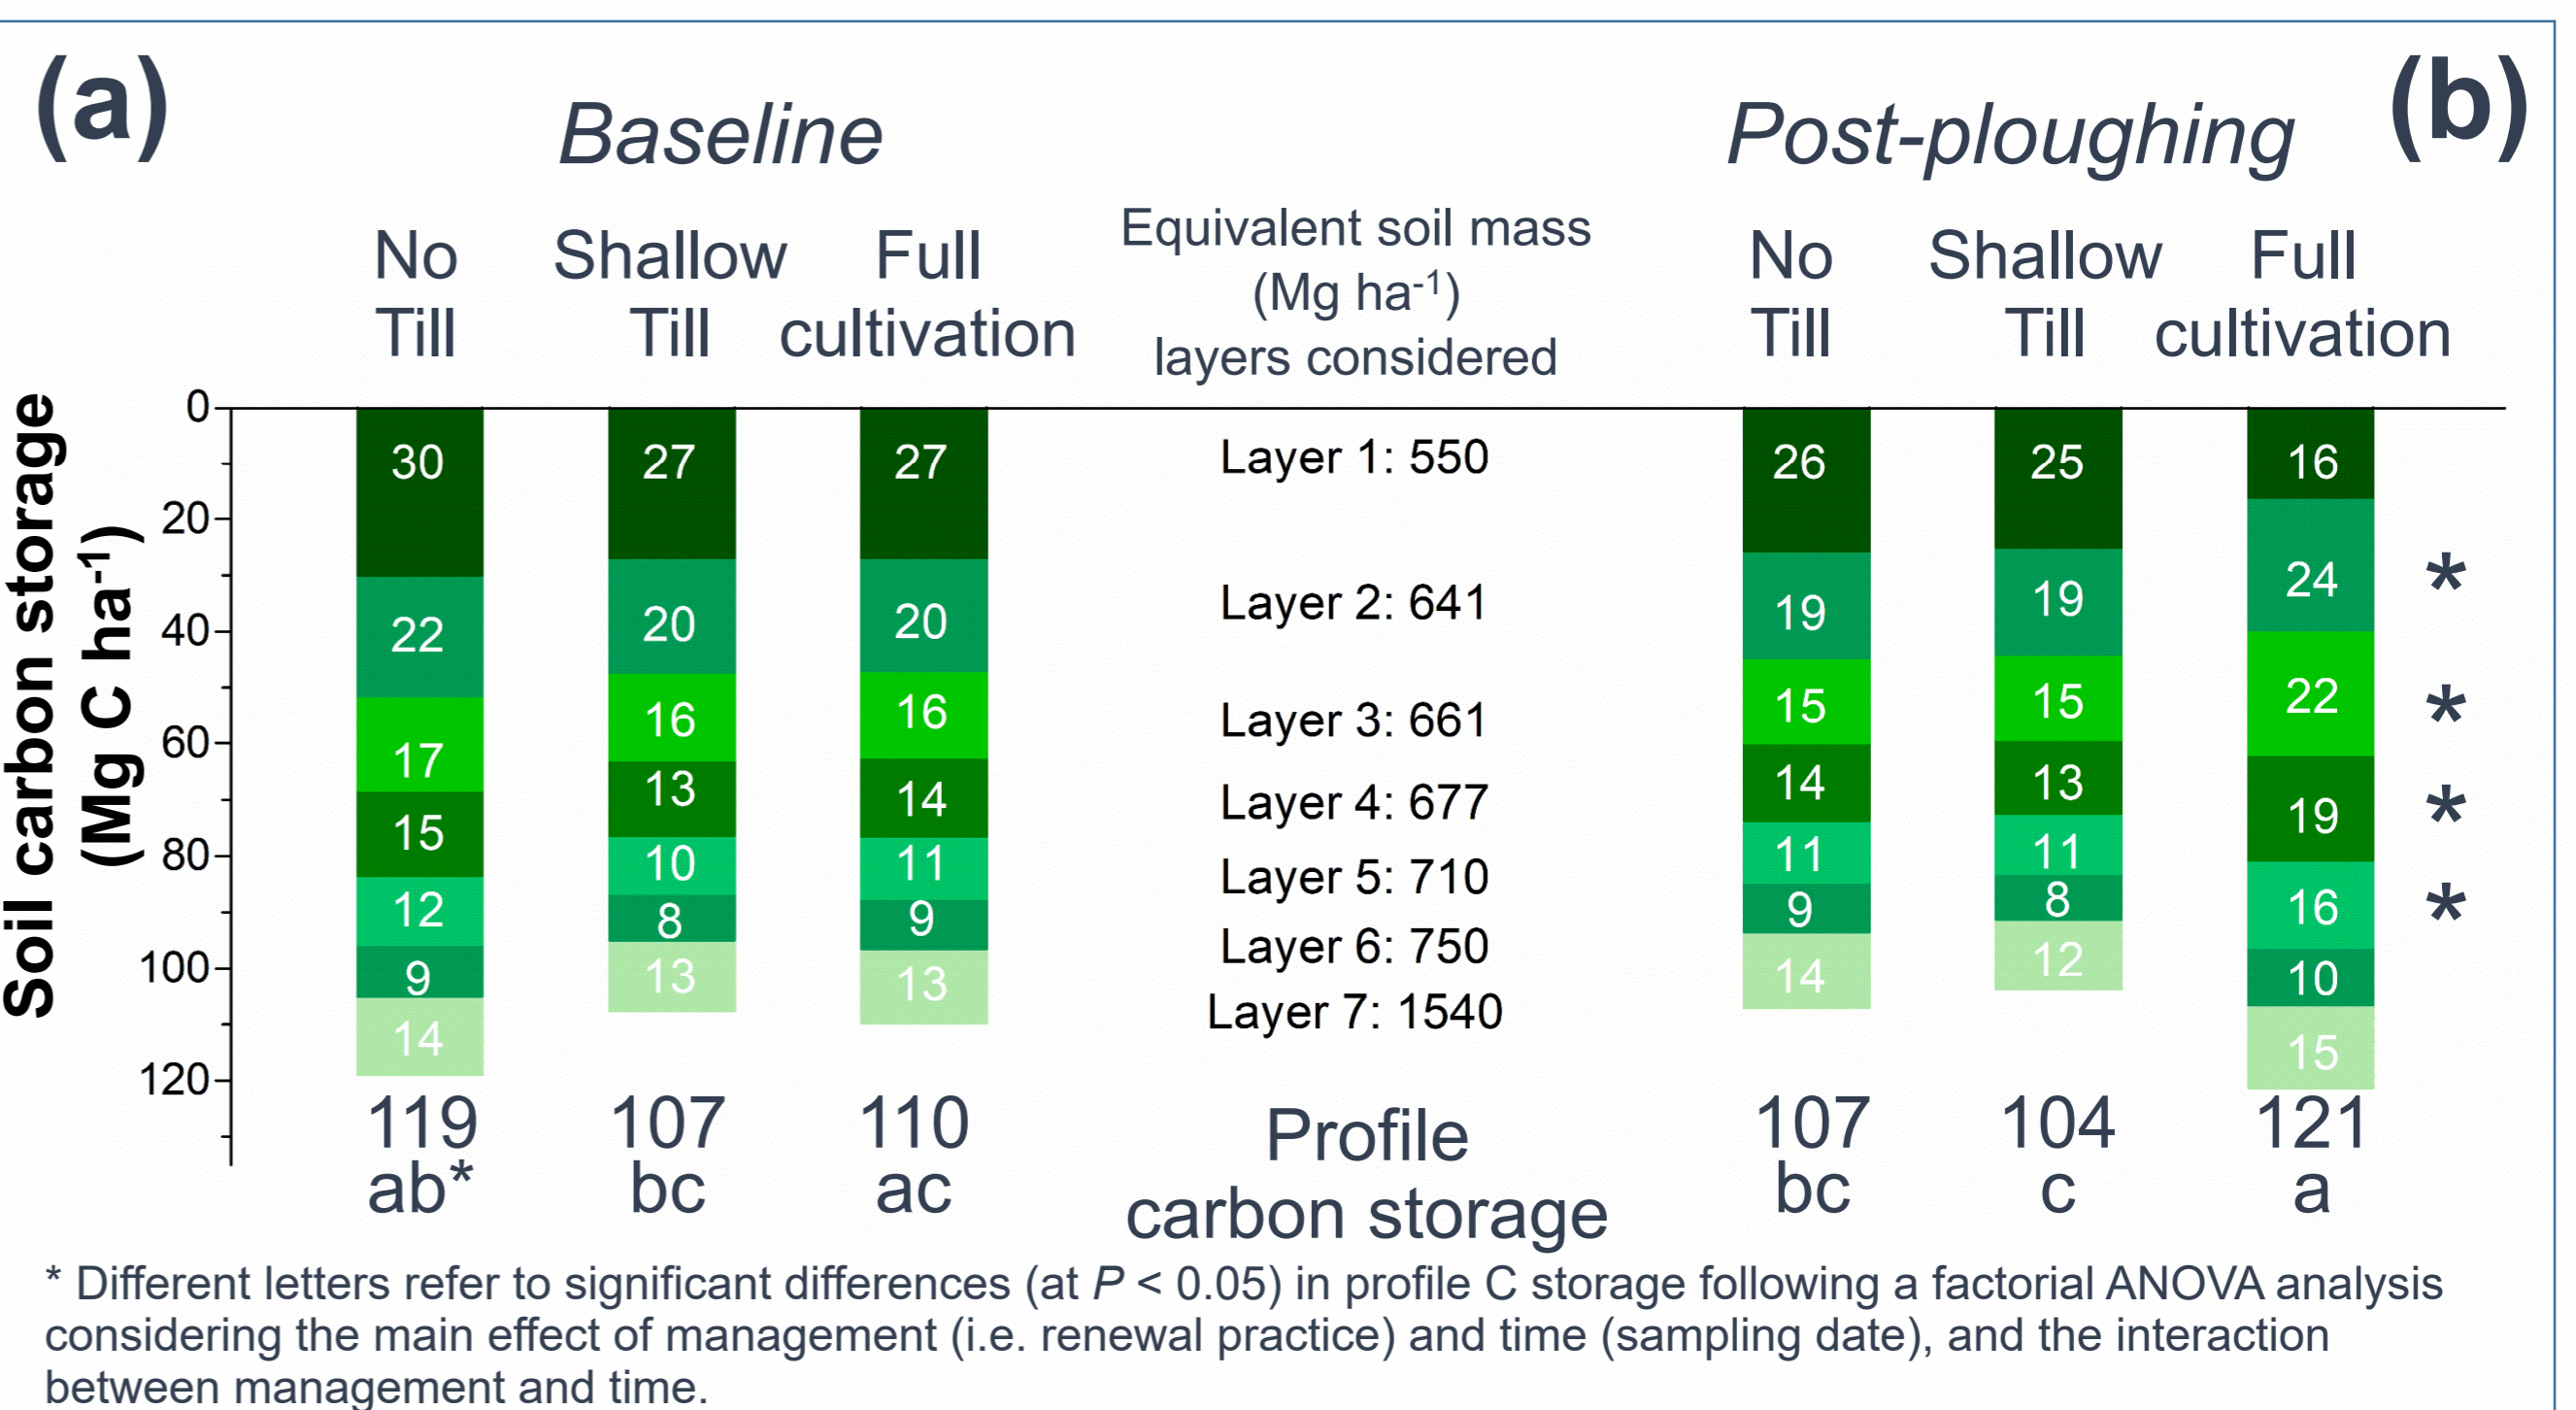 (a)
Baseline
Post-ploughing
(b)
No
Till
Shallow
Till
Full
cultivation
Equivalent soil mass
(Mg ha-1)
layers considered
No
Till
Shallow
Till
Full
cultivation
Soil carbon storage
(Mg C ha-1)
0
20
40
60
80
100
120
30
22
17
15
12
9
14
27
20
16
13
10
8
13
27
20
16
14
11
9
13
Layer 1: 550
Layer 2: 641
Layer 3: 661
Layer 4: 677
Layer 5: 710
Layer 6: 750
Layer 7: 1540
26
19
15
14
11
9
14
25
19
15
13
11
8
12
16
24
22
19
16
10
15
*
*
*
*
119
ab*
107
bc
110
ac
Profile
carbon storage
107
bc
104
c
121
a
* Different letters refer to significant differences (at P < 0.05) in profile C storage following a factorial ANOVA analysis
considering the main effect of management (i.e. renewal practice) and time (sampling date), and the interaction
between management and time.